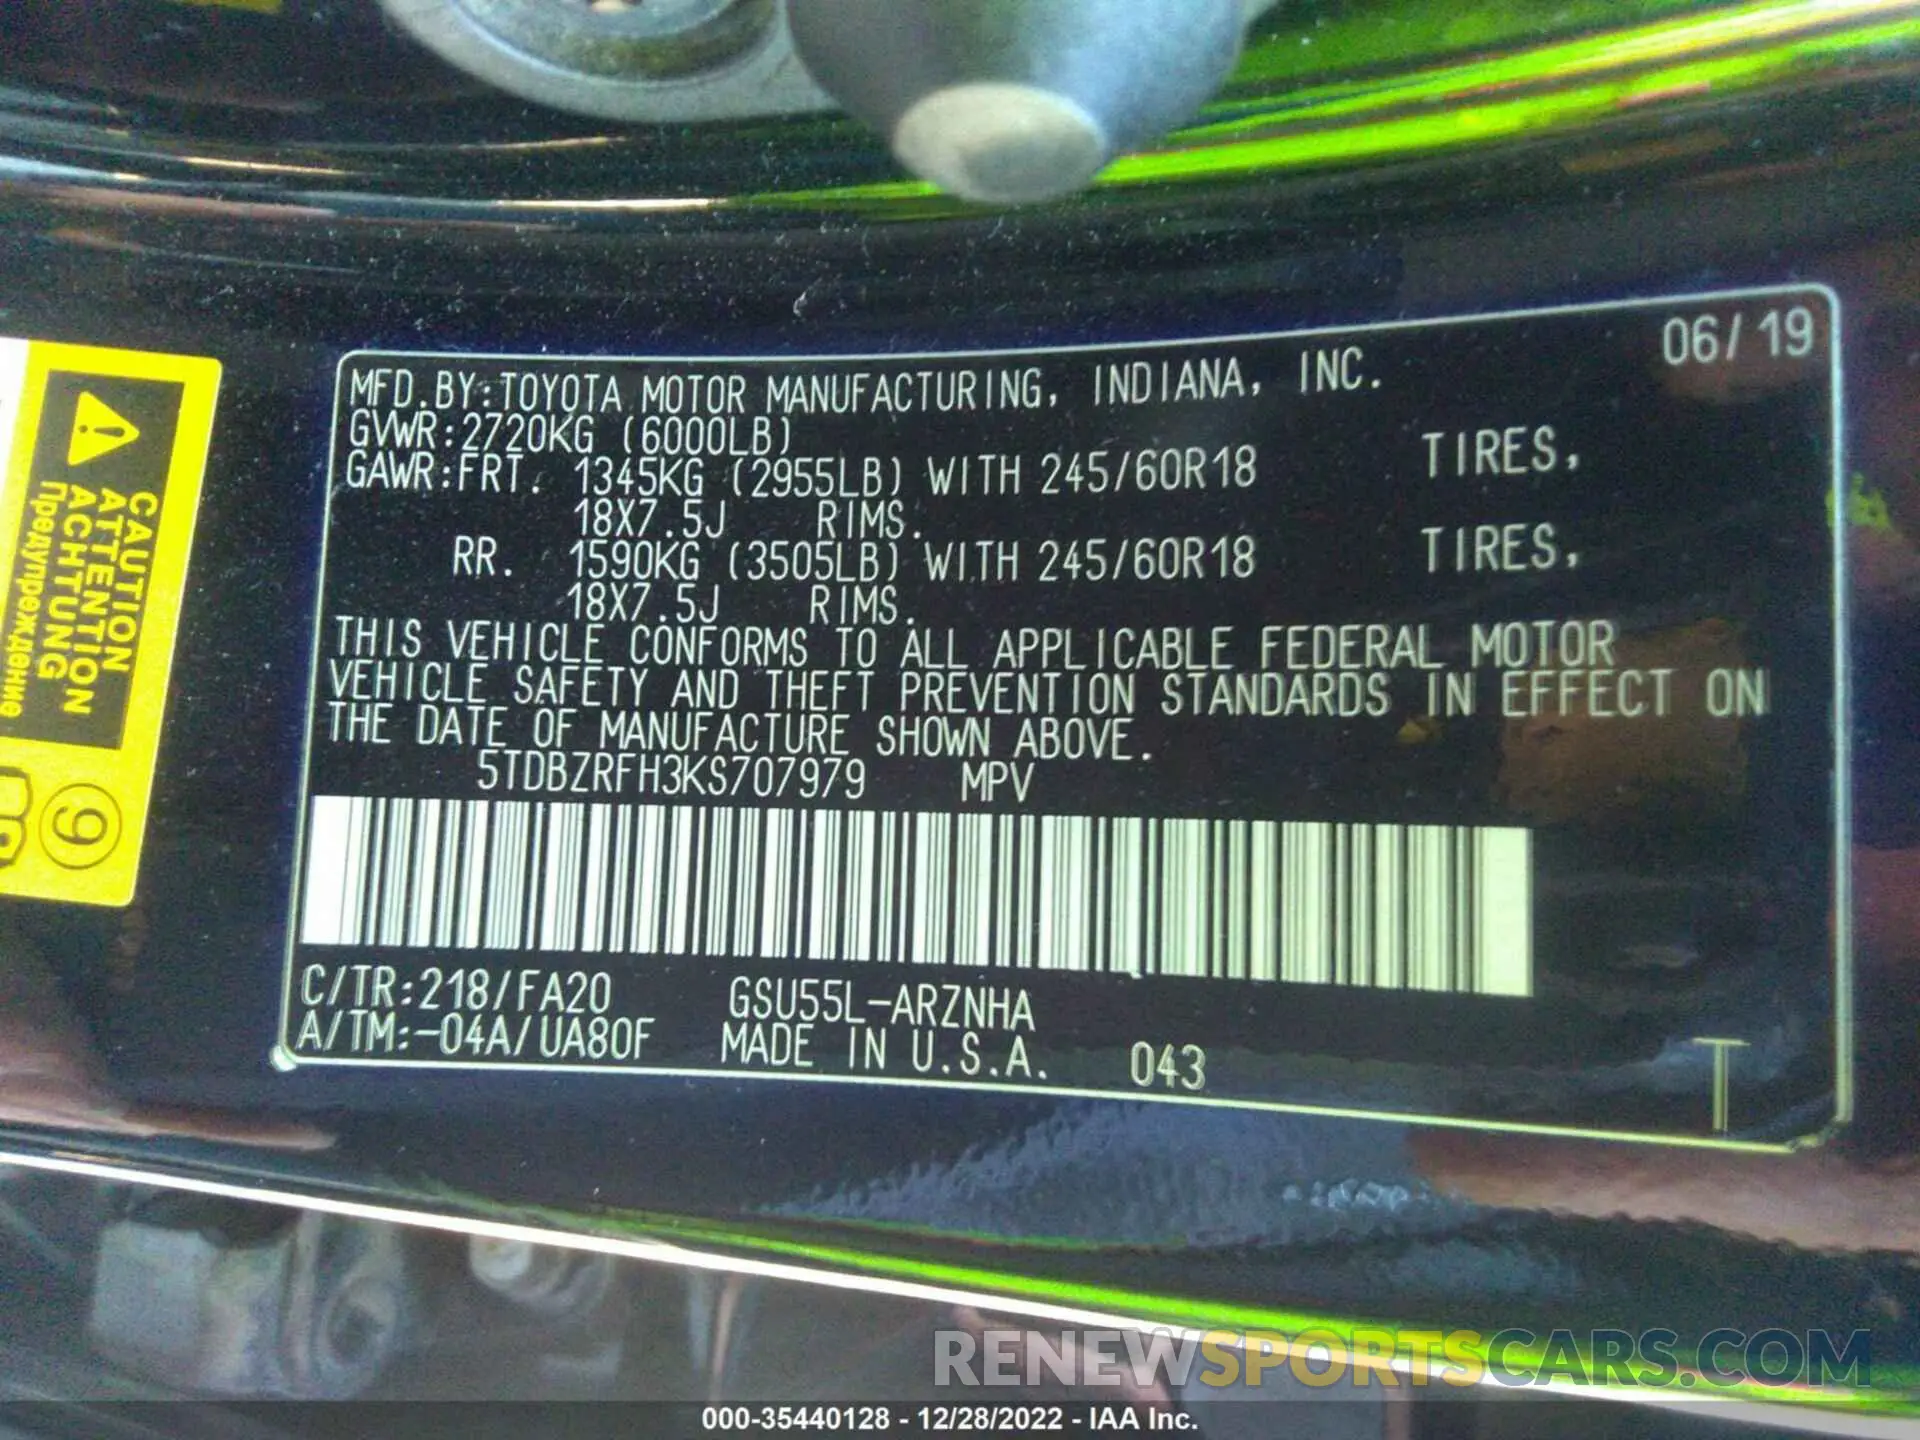 06/19
MFD.BY:TOYOTA MOTOR MANUFACTURING, INDIANA, INC.
GVWR:2720KG (6000LB)
GAWR:FRT. 1345KG (2955LB) WITH 245/60R18 TIRES,
18X7.5J RIMS.
RR. 1590KG (3505LB) WITH 245/60R18 TIRES,
18X7.5J RIMS.
THIS VEHICLE CONFORMS TO ALL APPLICABLE FEDERAL MOTOR
VEHICLE SAFETY AND THEFT PREVENTION STANDARDS IN EFFECT ON
THE DATE OF MANUFACTURE SHOWN ABOVE.
5TDBZRFH3KS707979 MPV
C/TR:218/FA20 GSU55L-ARZNHA
A/TM:-04A/UA80F MADE IN U.S.A. 043
T
CAUTION
ATTENTION
ACHTUNG
Предупреждение
9
RENEWSPORTSCARS.COM
000-35440128 - 12/28/2022 - IAA Inc.